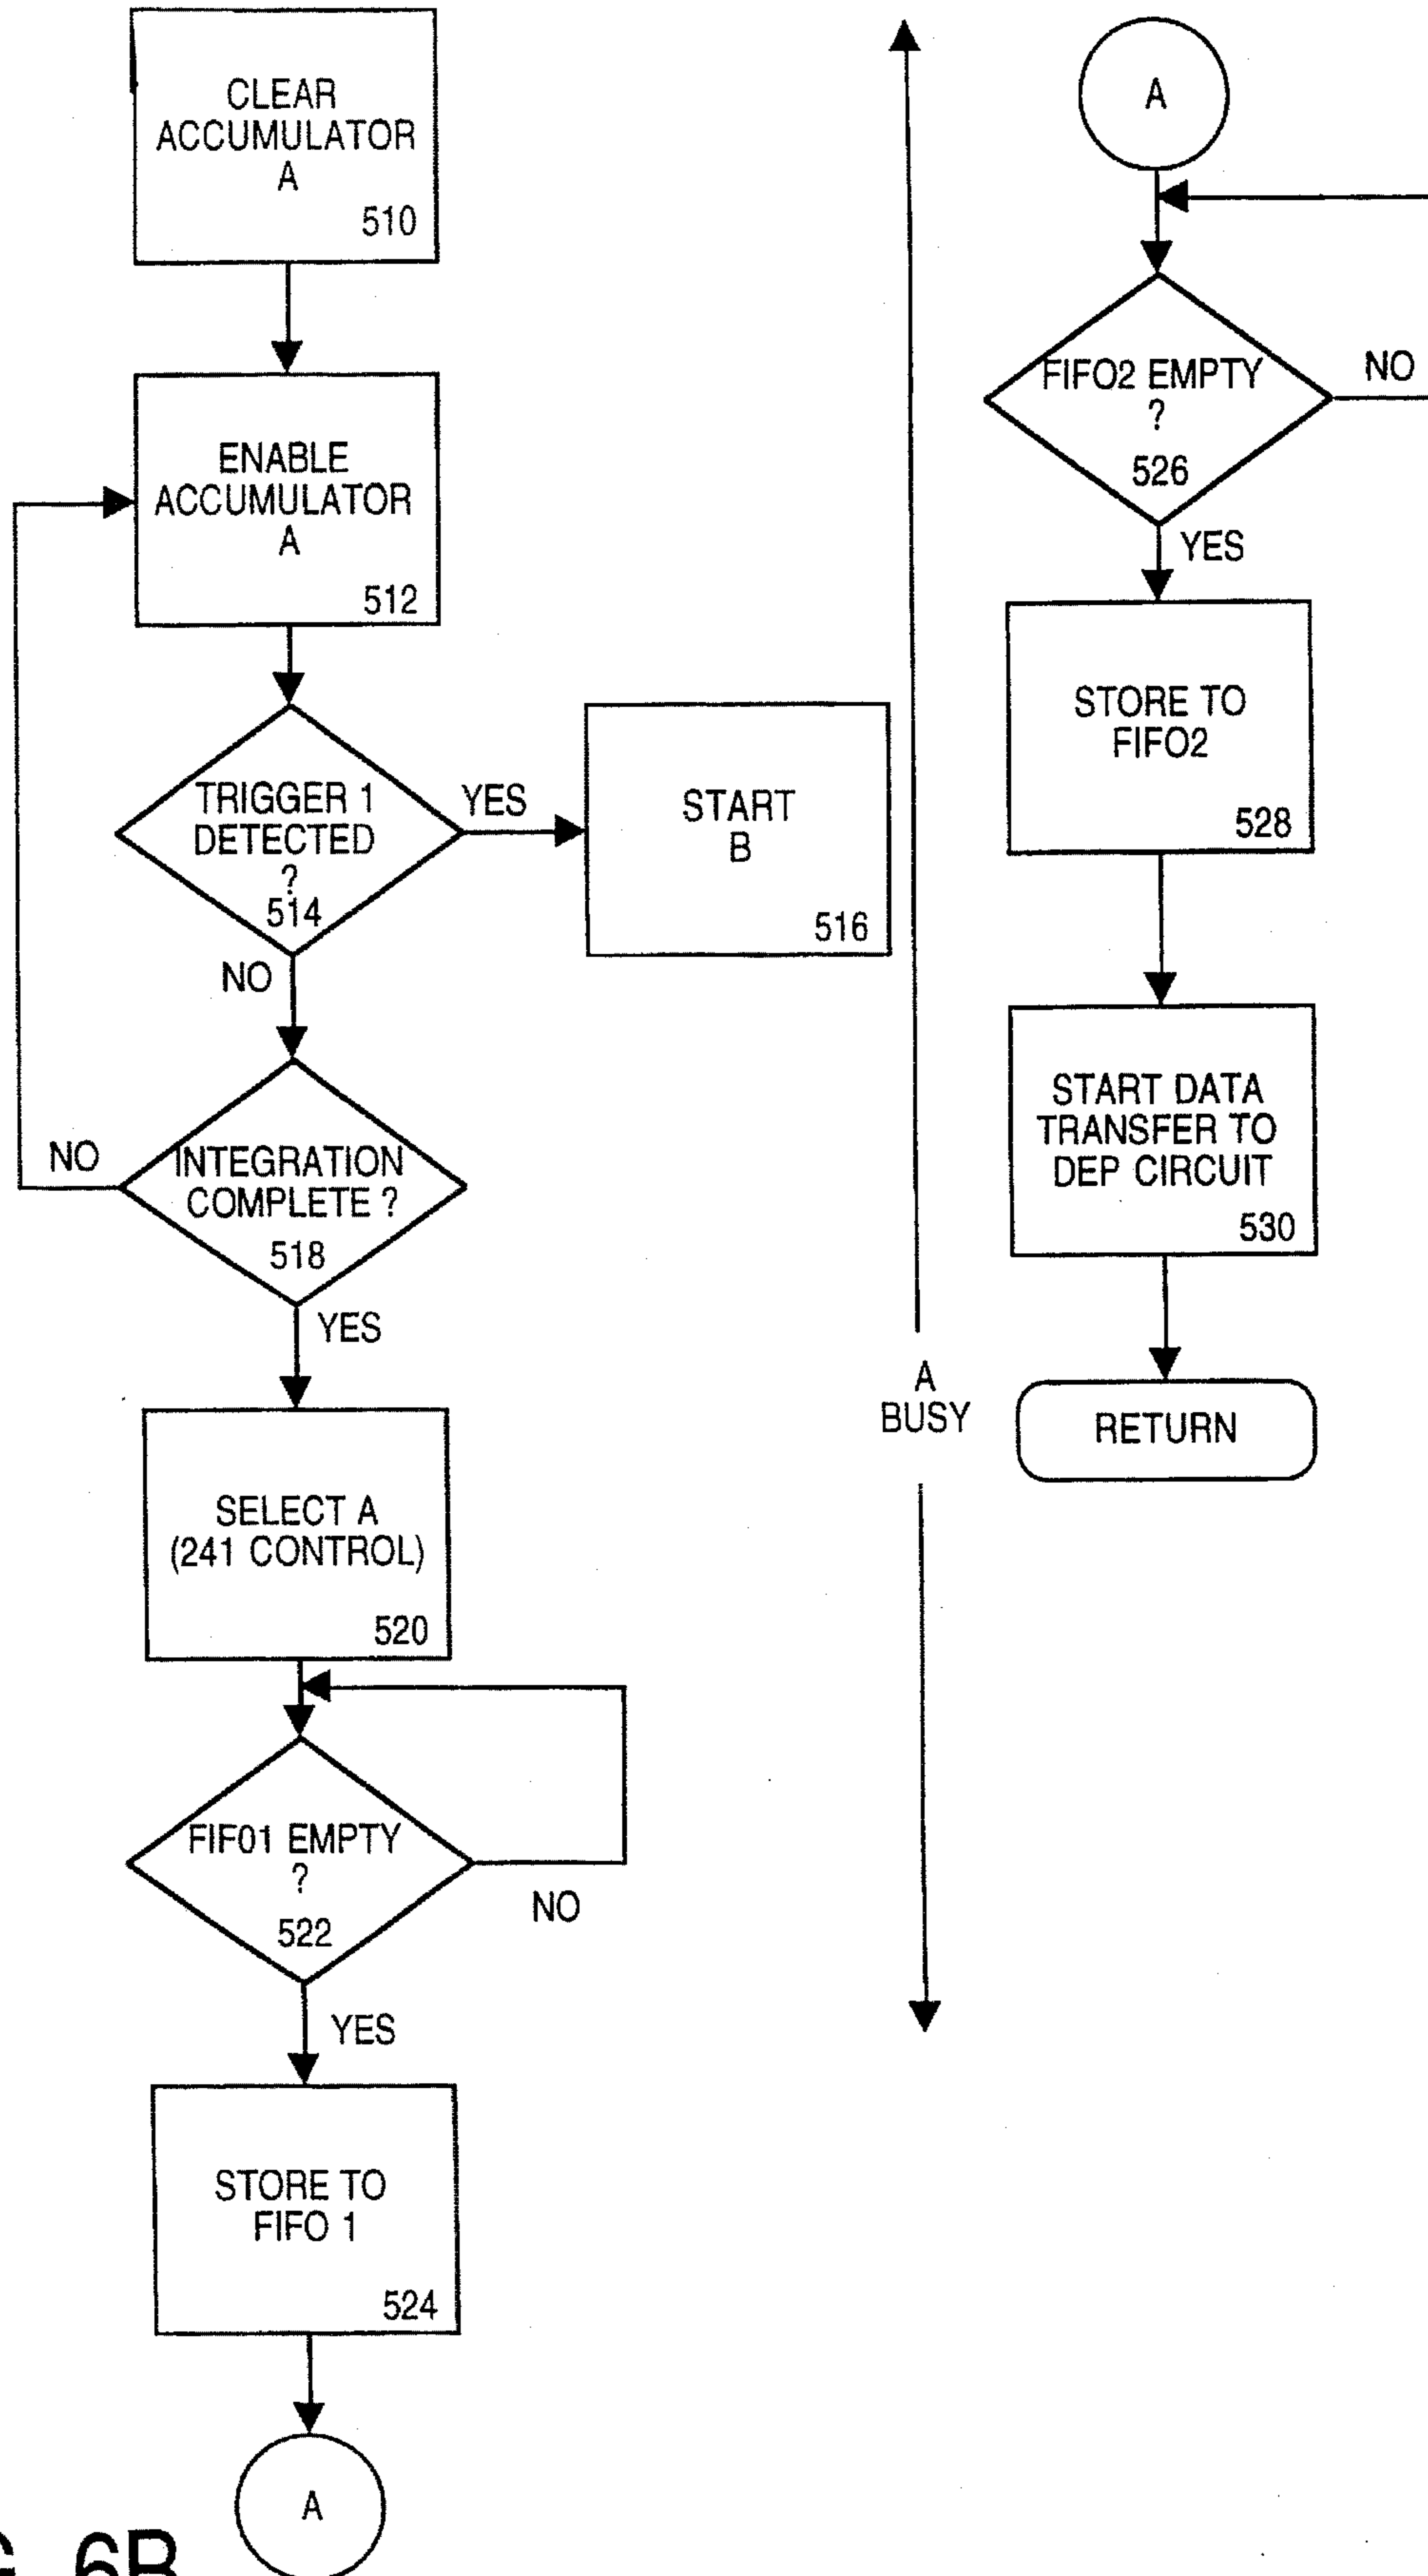 CLEAR
ACCUMULATOR
A
510
ENABLE
ACCUMULATOR
A
512
TRIGGER 1
DETECTED
?
514
YES
START
B
516
NO
INTEGRATION
COMPLETE ?
518
NO
YES
SELECT A
(241 CONTROL)
520
FIF01 EMPTY
?
522
NO
YES
STORE TO
FIFO 1
524
A
A
BUSY
A
FIFO2 EMPTY
?
526
NO
YES
STORE TO
FIFO2
528
START DATA
TRANSFER TO
DEP CIRCUIT
530
RETURN
6B